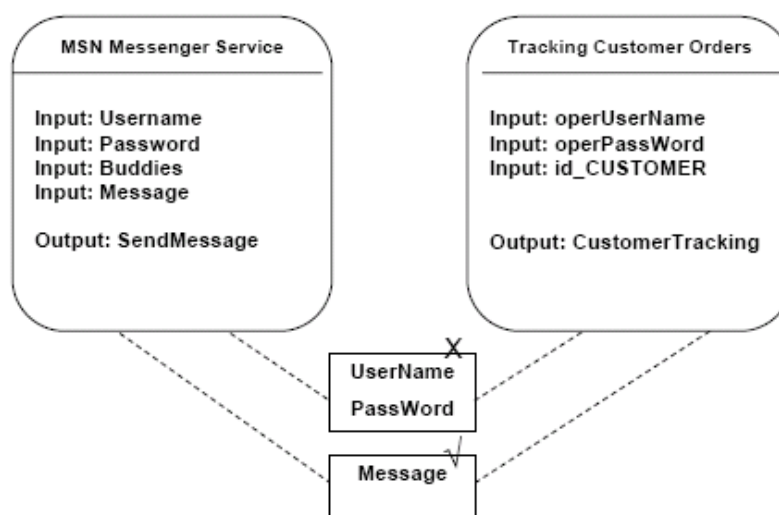 MSN Messenger Service
Input: Username
Input: Password
Input: Buddies
Input: Message
Output: SendMessage
Tracking Customer Orders
Input: operUserName
Input: operPassWord
Input: id_CUSTOMER
Output: CustomerTracking
X
UserName
PassWord
√
Message